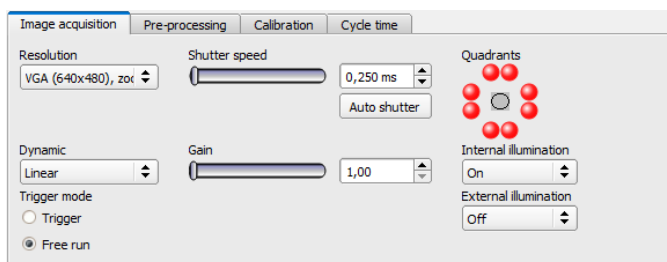 Image acquisition Pre-processing Calibration Cycle time
Resolution Shutter speed Quadrants
VGA (640x480), zoo 0,250 ms
Auto shutter
Dynamic Gain Internal illumination
Linear 1,00 On
Trigger mode External illumination
Trigger Off
Free run